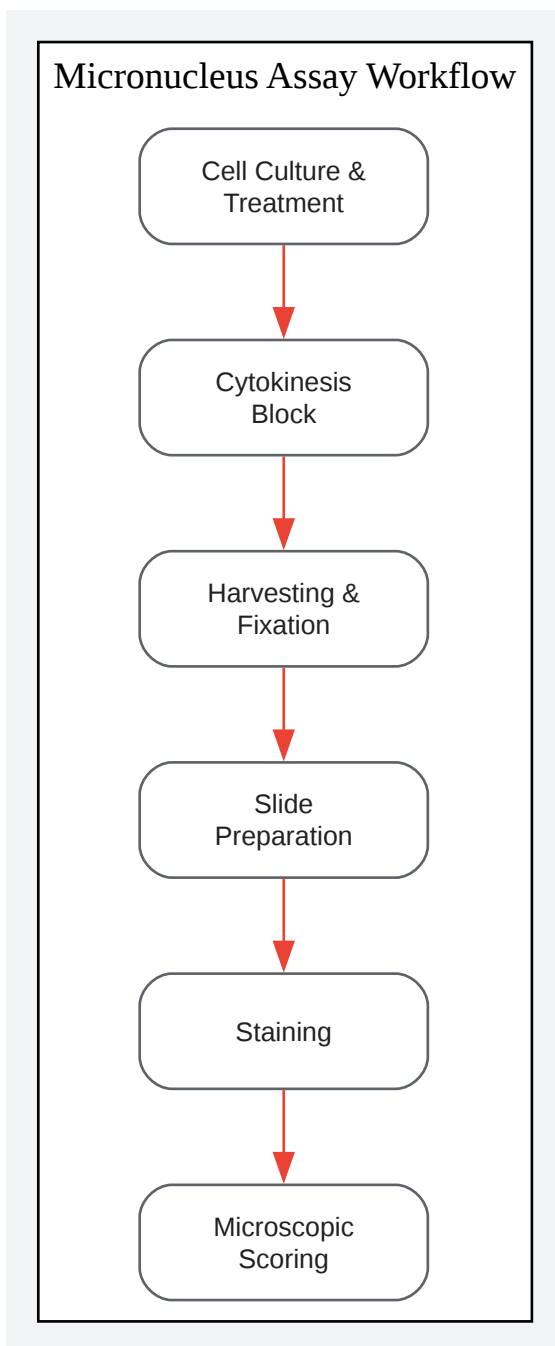 Micronucleus Assay Workflow
Cell Culture &
Treatment
Cytokinesis
Block
Harvesting &
Fixation
Slide
Preparation
Staining
Microscopic
Scoring